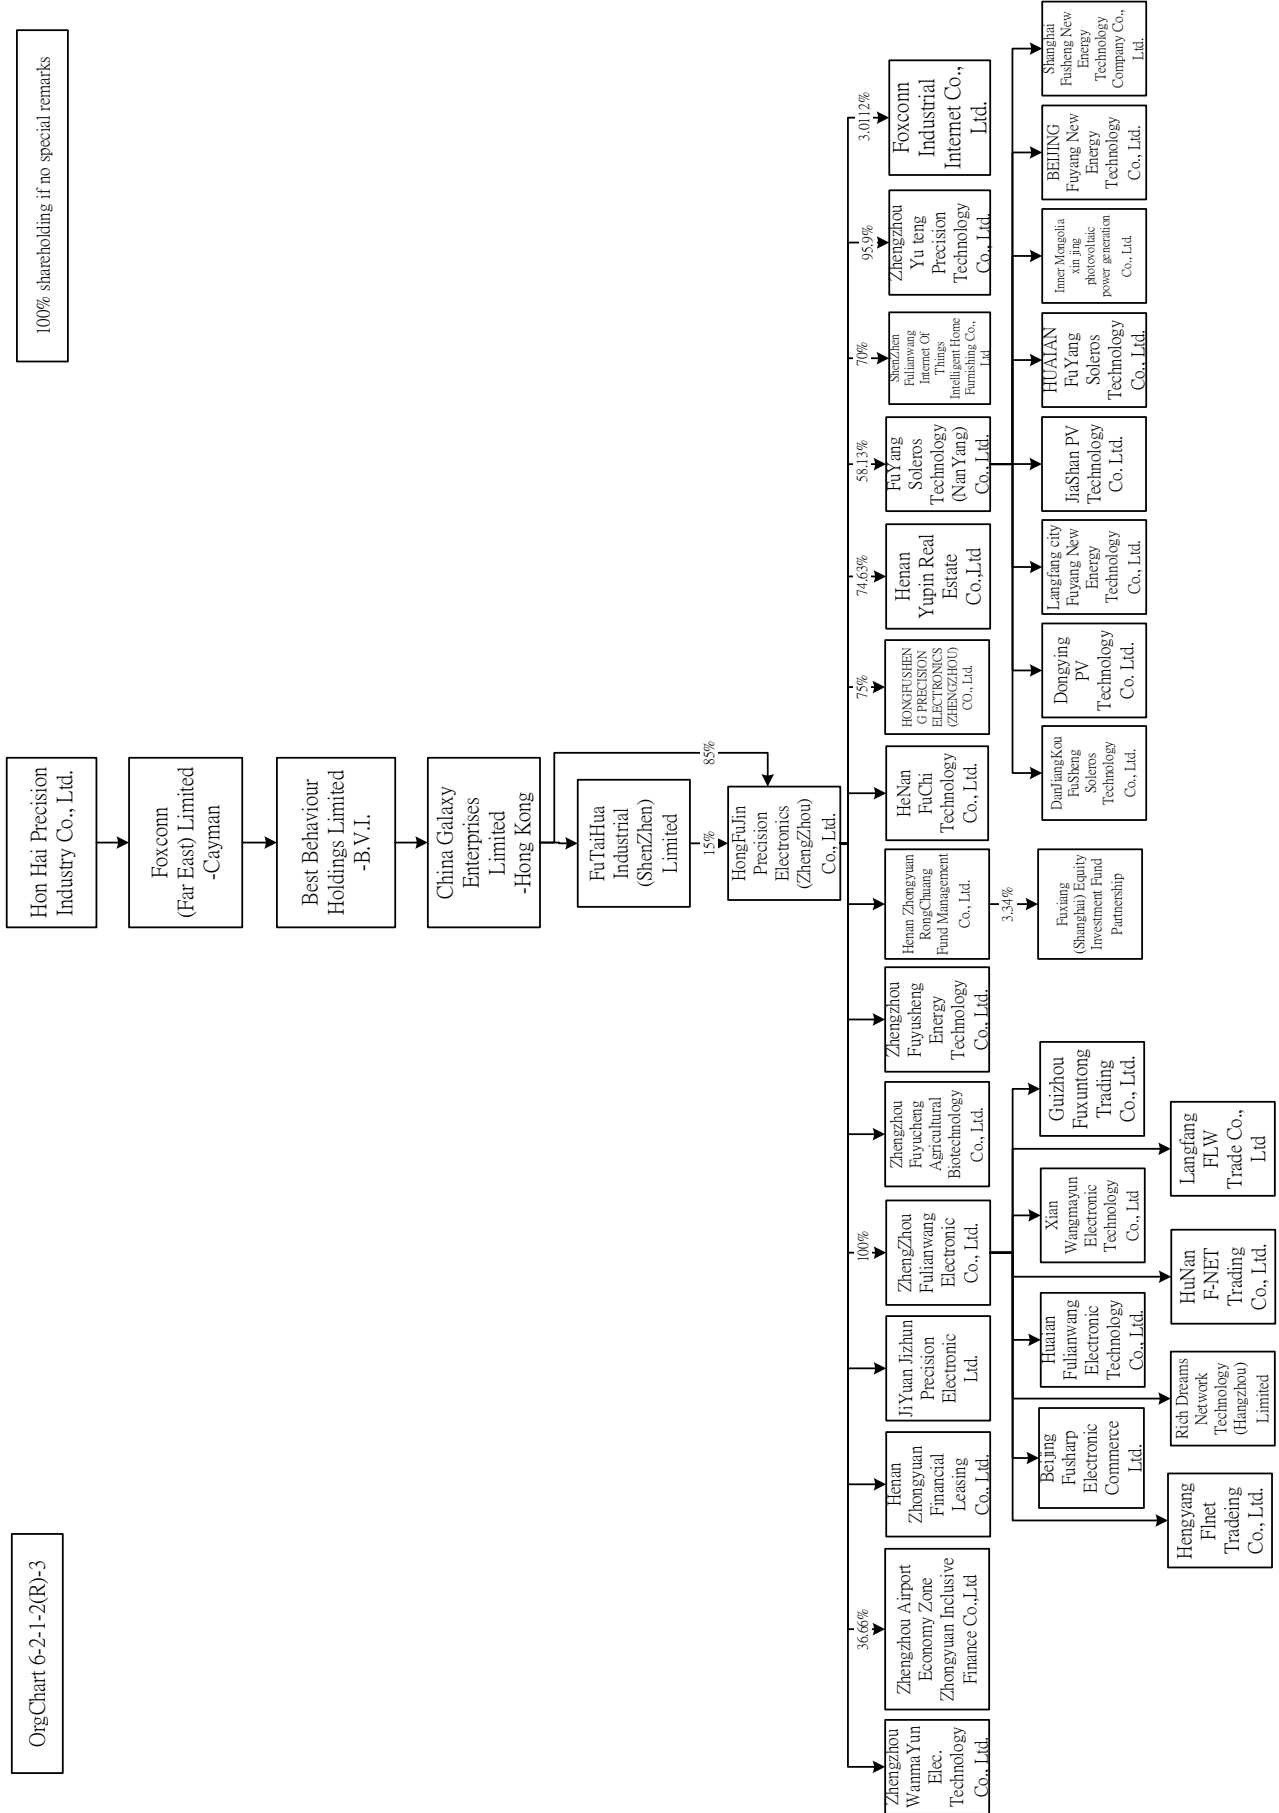 OrgChart 6-2-1-2(R)-3
100% shareholding if no special remarks
Hon Hai Precision
Industry Co., Ltd.
Foxconn
(Far East) Limited
-Cayman
Best Behaviour
Holdings Limited
-B.V.I.
China Galaxy
Enterprises
Limited
-Hong Kong
FuTaiHua
Industrial
(ShenZhen)
Limited
15%
85%
HongFuJin
Precision
Electronics
(ZhengZhou)
Co., Ltd.
36.66%
100%
75%
74.63%
58.13%
70%
95.9%
3.0112%
Zhengzhou
WanmaYun
Elec.
Technology
Co., Ltd.
Zhengzhou Airport
Economy Zone
Zhongyuan Inclusive
Finance Co.,Ltd
Henan
Zhongyuan
Financial
Leasing
Co., Ltd.
JiYuan Jizhun
Precision
Electronic
Ltd.
ZhengZhou
Fulianwang
Electronic
Co., Ltd.
Zhengzhou
Fuyucheng
Agricultural
Biotechnology
Co., Ltd.
Zhengzhou
Fuyusheng
Energy
Technology
Co., Ltd.
Henan Zhongyuan
RongChuang
Fund Management
Co., Ltd.
HeNan
FuChi
Technology
Co., Ltd.
HONGFUSHEN
G PRECISION
ELECTRONICS
(ZHENGZHOU)
CO., Ltd.
Henan
Yupin Real
Estate
Co.,Ltd
FuYang
Soleros
Technology
(NanYang)
Co., Ltd.
ShenZhen
Fulianwang
Internet Of
Things
Intelligent Home
Furnishing Co.,
Ltd
Zhengzhou
Yu teng
Precision
Technology
Co., Ltd.
Foxconn
Industrial
Internet Co.,
Ltd.
3.34%
Beijing
Fusharp
Electronic
Commerce
Ltd.
Huaian
Fulianwang
Electronic
Technology
Co., Ltd.
Xian
Wangmayun
Electronic
Technology
Co., Ltd
Guizhou
Fuxuntong
Trading
Co., Ltd.
Fuxiang
(Shanghai) Equity
Investment Fund
Partnership
DanJiangKou
FuSheng
Soleros
Technology
Co., Ltd.
Dongying
PV
Technology
Co. Ltd.
Langfang city
Fuyang New
Energy
Technology
Co., Ltd.
JiaShan PV
Technology
Co. Ltd.
HUAIAN
FuYang
Soleros
Technology
Co., Ltd.
Inner Mongolia
xin jing
photovoltaic
power generation
Co., Ltd.
BEIJING
Fuyang New
Energy
Technology
Co., Ltd.
Shanghai
Fusheng New
Energy
Technology
Company Co.,
Ltd.
Hengyang
Flnet
Tradeing
Co., Ltd.
Rich Dreams
Network
Technology
(Hangzhou)
Limited
HuNan
F-NET
Trading
Co., Ltd.
Langfang
FLW
Trade Co.,
Ltd